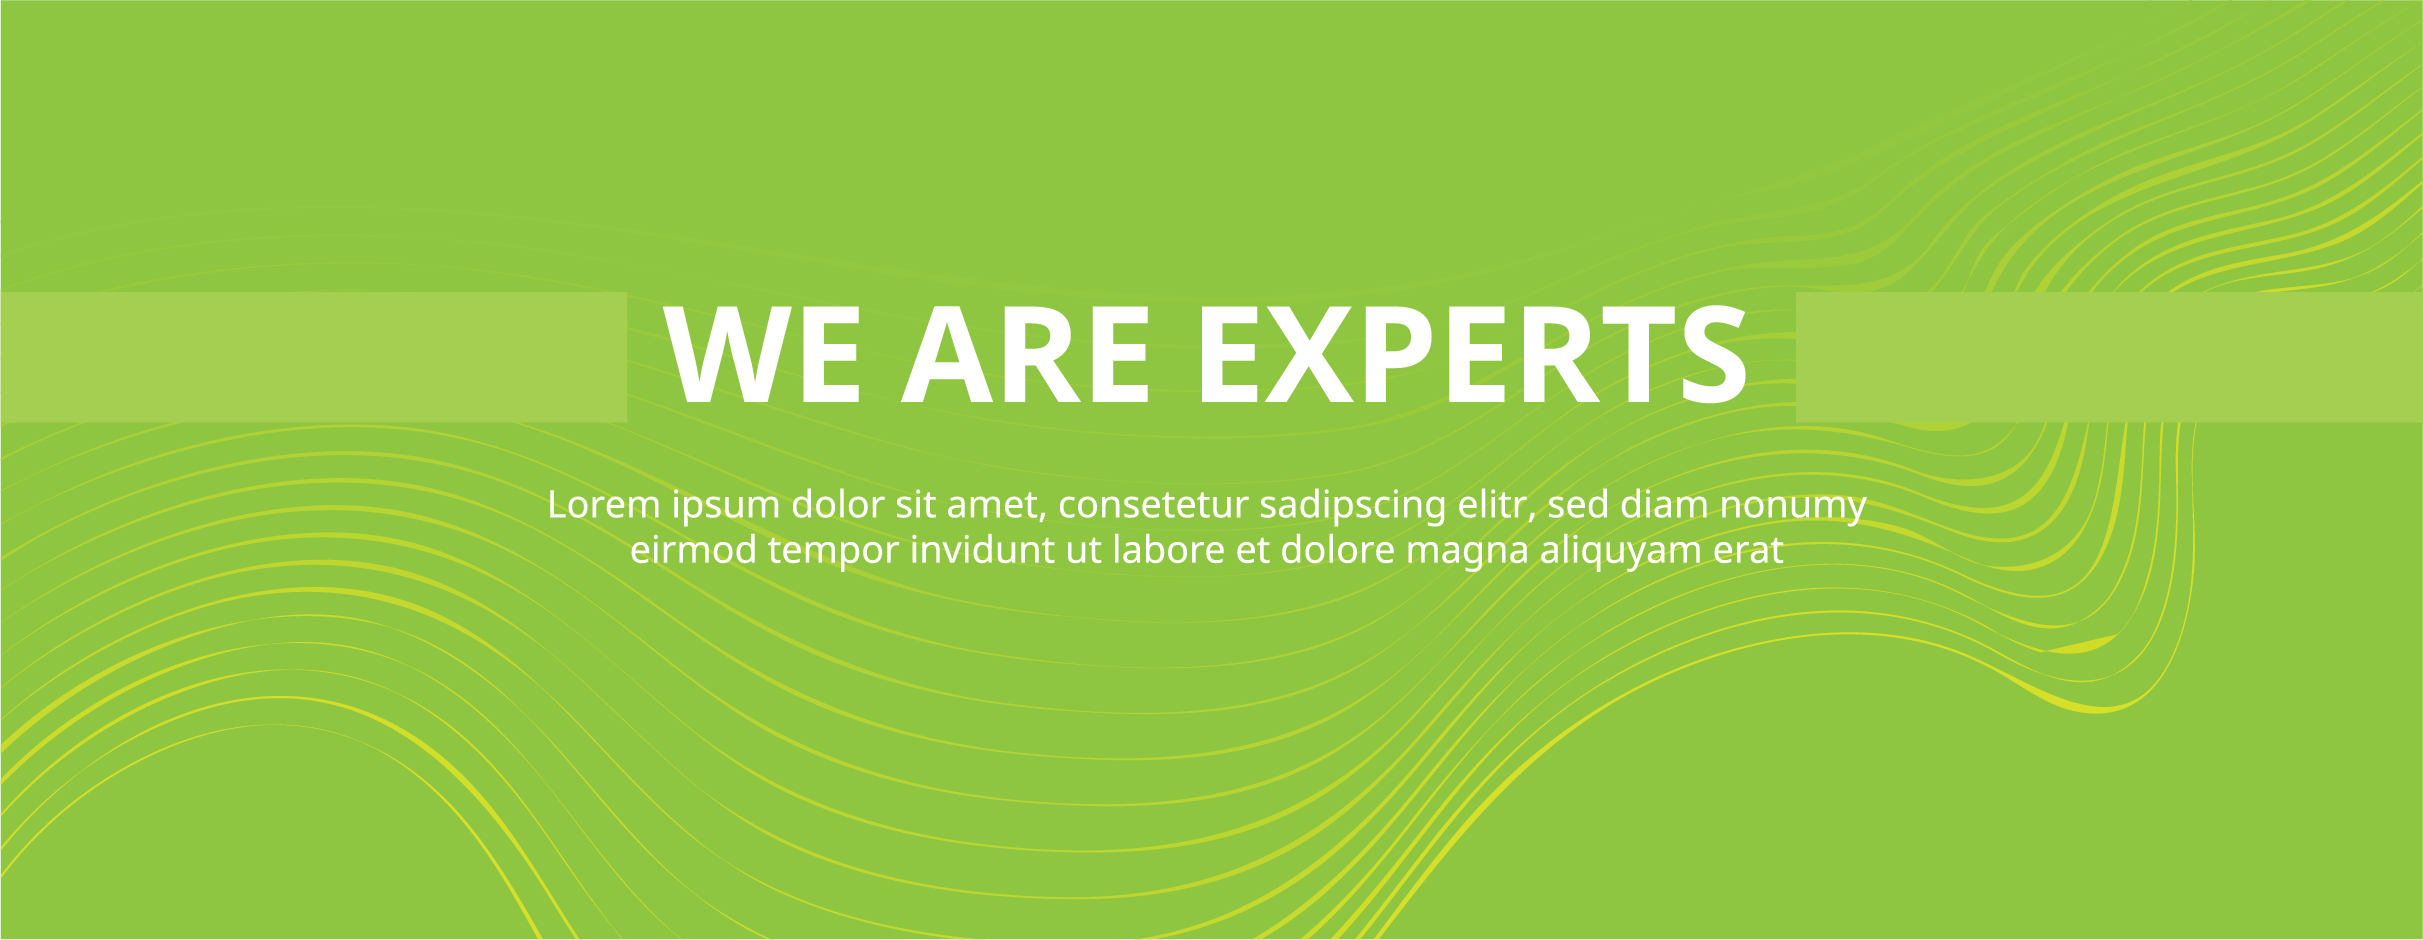 WE ARE EXPERTS
Lorem ipsum dolor sit amet, consetetur sadipscing elitr, sed diam nonumy
eirmod tempor invidunt ut labore et dolore magna aliquyam erat